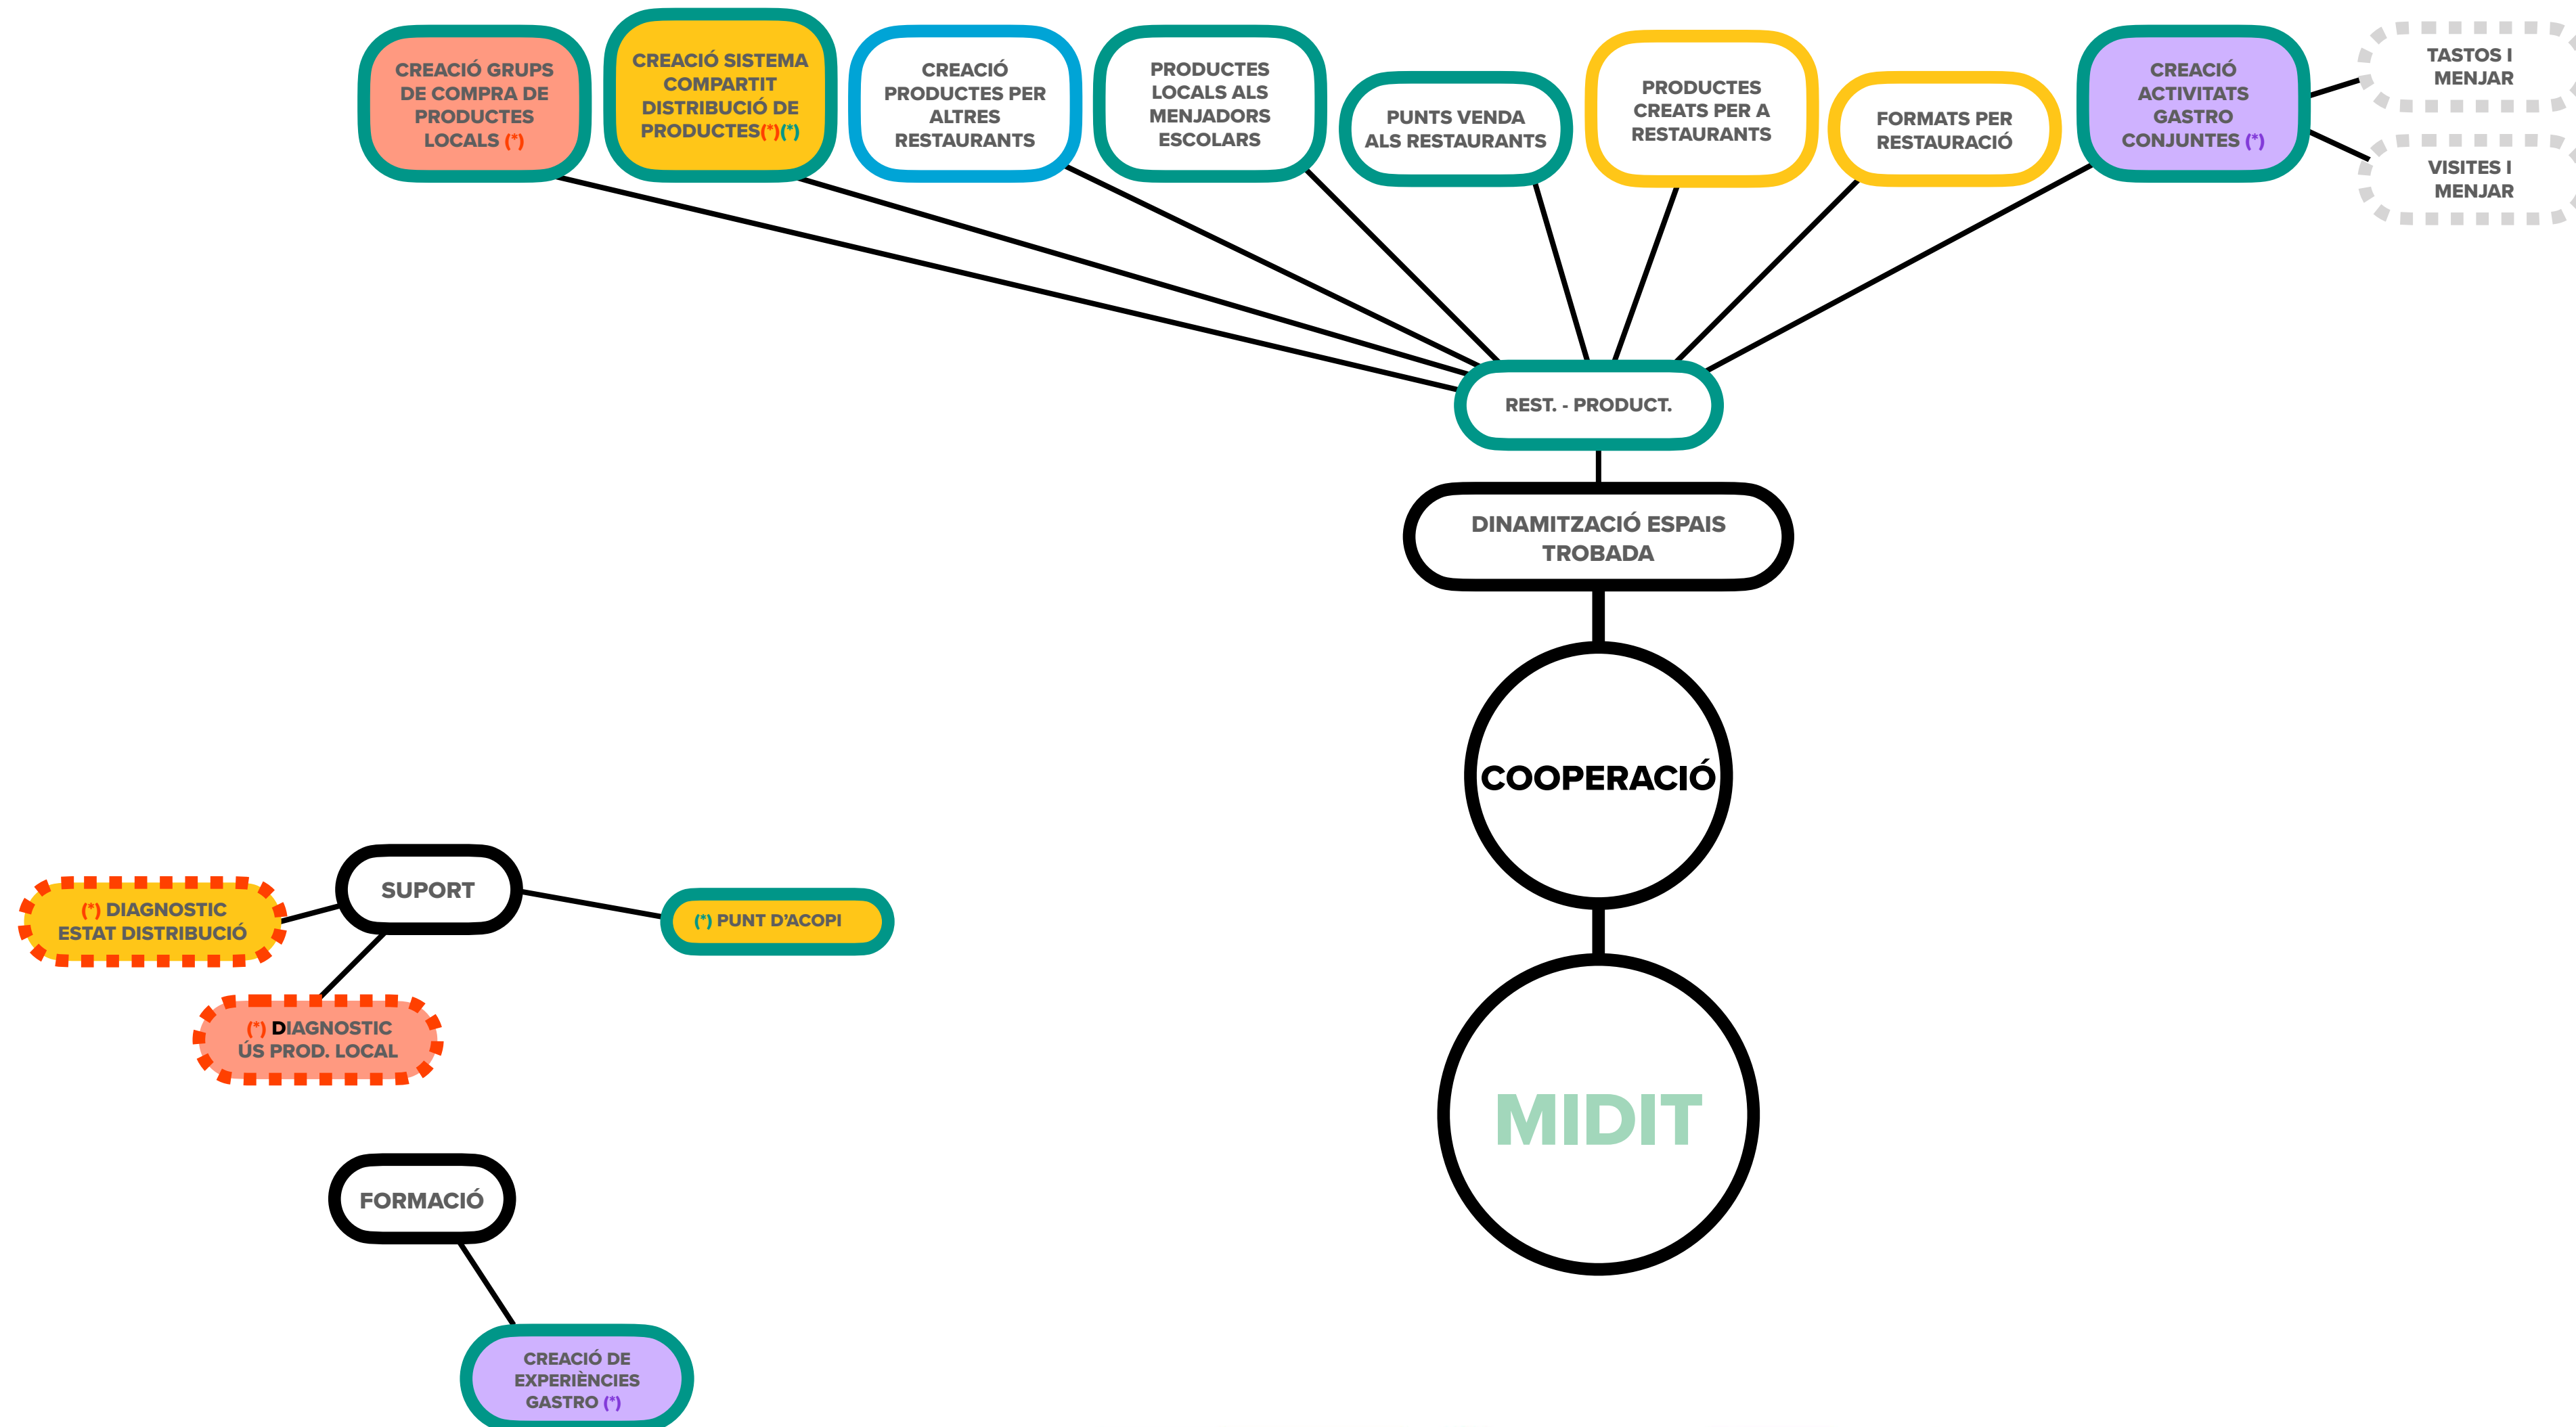 CREACIÓ GRUPS
DE COMPRA DE
PRODUCTES
LOCALS (*)
CREACIÓ SISTEMA
COMPARTIT
DISTRIBUCIÓ DE
PRODUCTES(*)(*)
CREACIÓ
PRODUCTES PER
ALTRES
RESTAURANTS
PRODUCTES
LOCALS ALS
MENJADORS
ESCOLARS
PUNTS VENDA
ALS RESTAURANTS
PRODUCTES
CREATS PER A
RESTAURANTS
FORMATS PER
RESTAURACIÓ
CREACIÓ
ACTIVITATS
GASTRO
CONJUNTES (*)
TASTOS I
MENJAR
VISITES I
MENJAR
REST. - PRODUCT.
DINAMITZACIÓ ESPAIS
TROBADA
COOPERACIÓ
SUPORT
(*) DIAGNOSTIC
ESTAT DISTRIBUCIÓ
(*) PUNT D’ACOPI
(*) DIAGNOSTIC
ÚS PROD. LOCAL
MIDIT
FORMACIÓ
CREACIÓ DE
EXPERIÈNCIES
GASTRO (*)